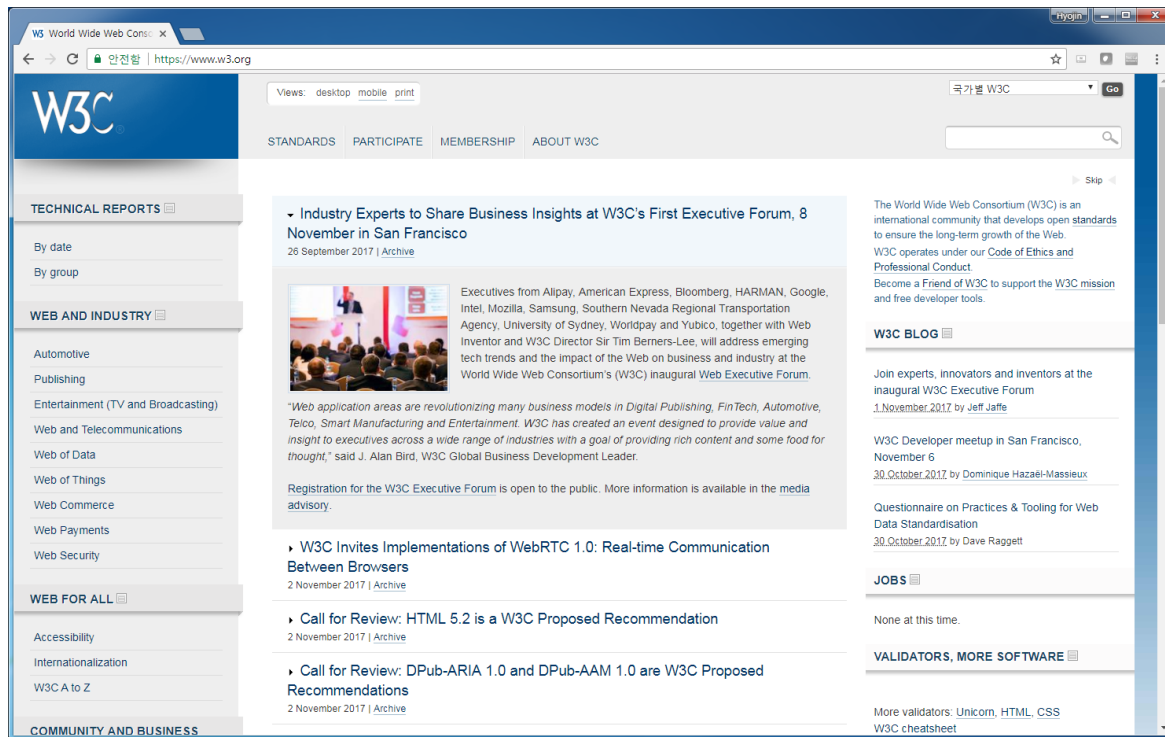 Hyojin
W3 World Wide Web Conso
안전함 | https://www.w3.org
W3C
Views: desktop mobile print
국가별 W3C
Go
STANDARDS PARTICIPATE MEMBERSHIP ABOUT W3C
Skip
TECHNICAL REPORTS
By date
By group
WEB AND INDUSTRY
Automotive
Publishing
Entertainment (TV and Broadcasting)
Web and Telecommunications
Web of Data
Web of Things
Web Commerce
Web Payments
Web Security
WEB FOR ALL
Accessibility
Internationalization
W3C A to Z
COMMUNITY AND BUSINESS
Industry Experts to Share Business Insights at W3C's First Executive Forum, 8
November in San Francisco
26 September 2017 | Archive
Executives from Alipay, American Express, Bloomberg, HARMAN, Google,
Intel, Mozilla, Samsung, Southern Nevada Regional Transportation
Agency, University of Sydney, Worldpay and Yubico, together with Web
Inventor and W3C Director Sir Tim Berners-Lee, will address emerging
tech trends and the impact of the Web on business and industry at the
World Wide Web Consortium's (W3C) inaugural Web Executive Forum.
"Web application areas are revolutionizing many business models in Digital Publishing, FinTech, Automotive,
Telco, Smart Manufacturing and Entertainment. W3C has created an event designed to provide value and
insight to executives across a wide range of industries with a goal of providing rich content and some food for
thought," said J. Alan Bird, W3C Global Business Development Leader.
Registration for the W3C Executive Forum is open to the public. More information is available in the media
advisory.
W3C Invites Implementations of WebRTC 1.0: Real-time Communication
Between Browsers
2 November 2017 | Archive
Call for Review: HTML 5.2 is a W3C Proposed Recommendation
2 November 2017 | Archive
Call for Review: DPub-ARIA 1.0 and DPub-AAM 1.0 are W3C Proposed
Recommendations
2 November 2017 | Archive
The World Wide Web Consortium (W3C) is an
international community that develops open standards
to ensure the long-term growth of the Web.
W3C operates under our Code of Ethics and
Professional Conduct.
Become a Friend of W3C to support the W3C mission
and free developer tools.
W3C BLOG
Join experts, innovators and inventors at the
inaugural W3C Executive Forum
1 November 2017 by Jeff Jaffe
W3C Developer meetup in San Francisco,
November 6
30 October 2017 by Dominique Hazaël-Massieux
Questionnaire on Practices & Tooling for Web
Data Standardisation
30 October 2017 by Dave Raggett
JOBS
None at this time.
VALIDATORS, MORE SOFTWARE
More validators: Unicorn, HTML, CSS
W3C cheatsheet